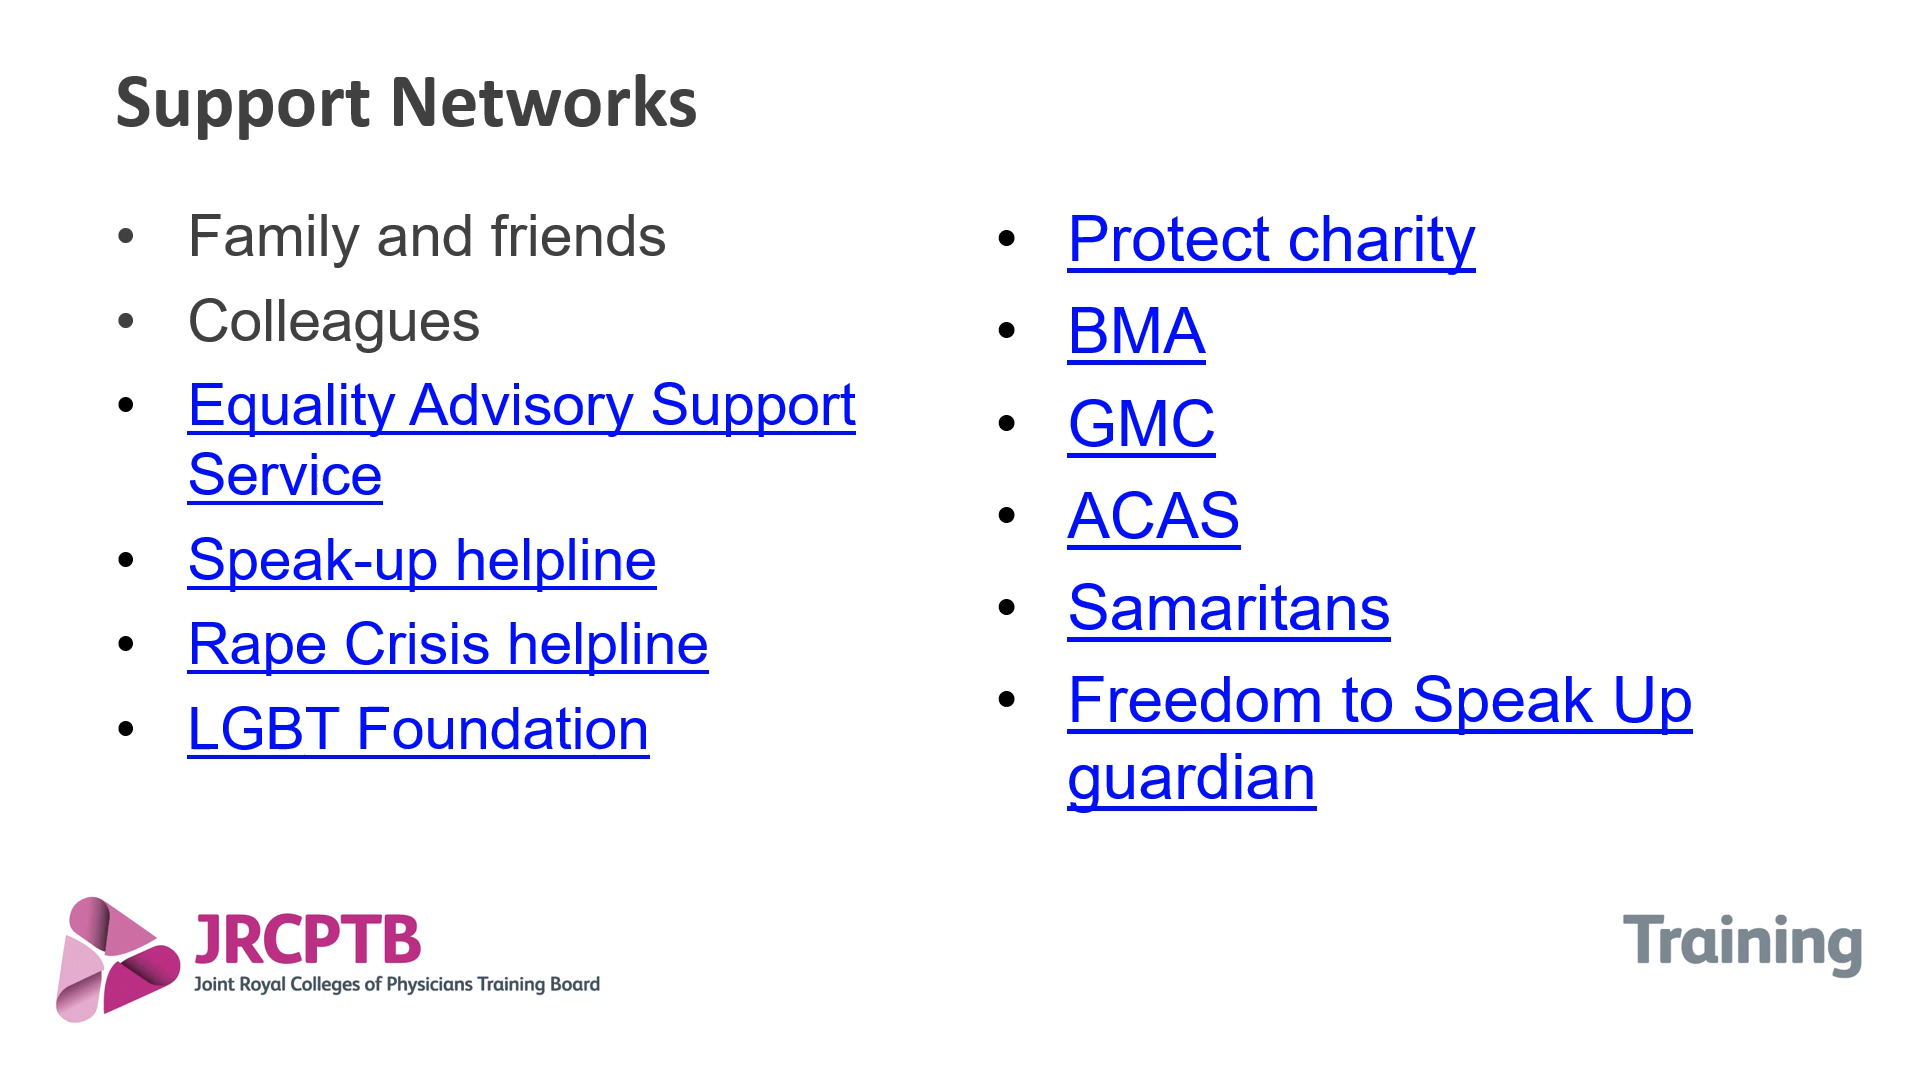 Support Networks
• Family and friends
• Colleagues
• Equality Advisory Support
Service
• Speak-up helpline
• Rape Crisis helpline
• LGBT Foundation
• Protect charity
• BMA
• GMC
• ACAS
• Samaritans
• Freedom to Speak Up
guardian
JRCPTB
Joint Royal Colleges of Physicians Training Board
Training